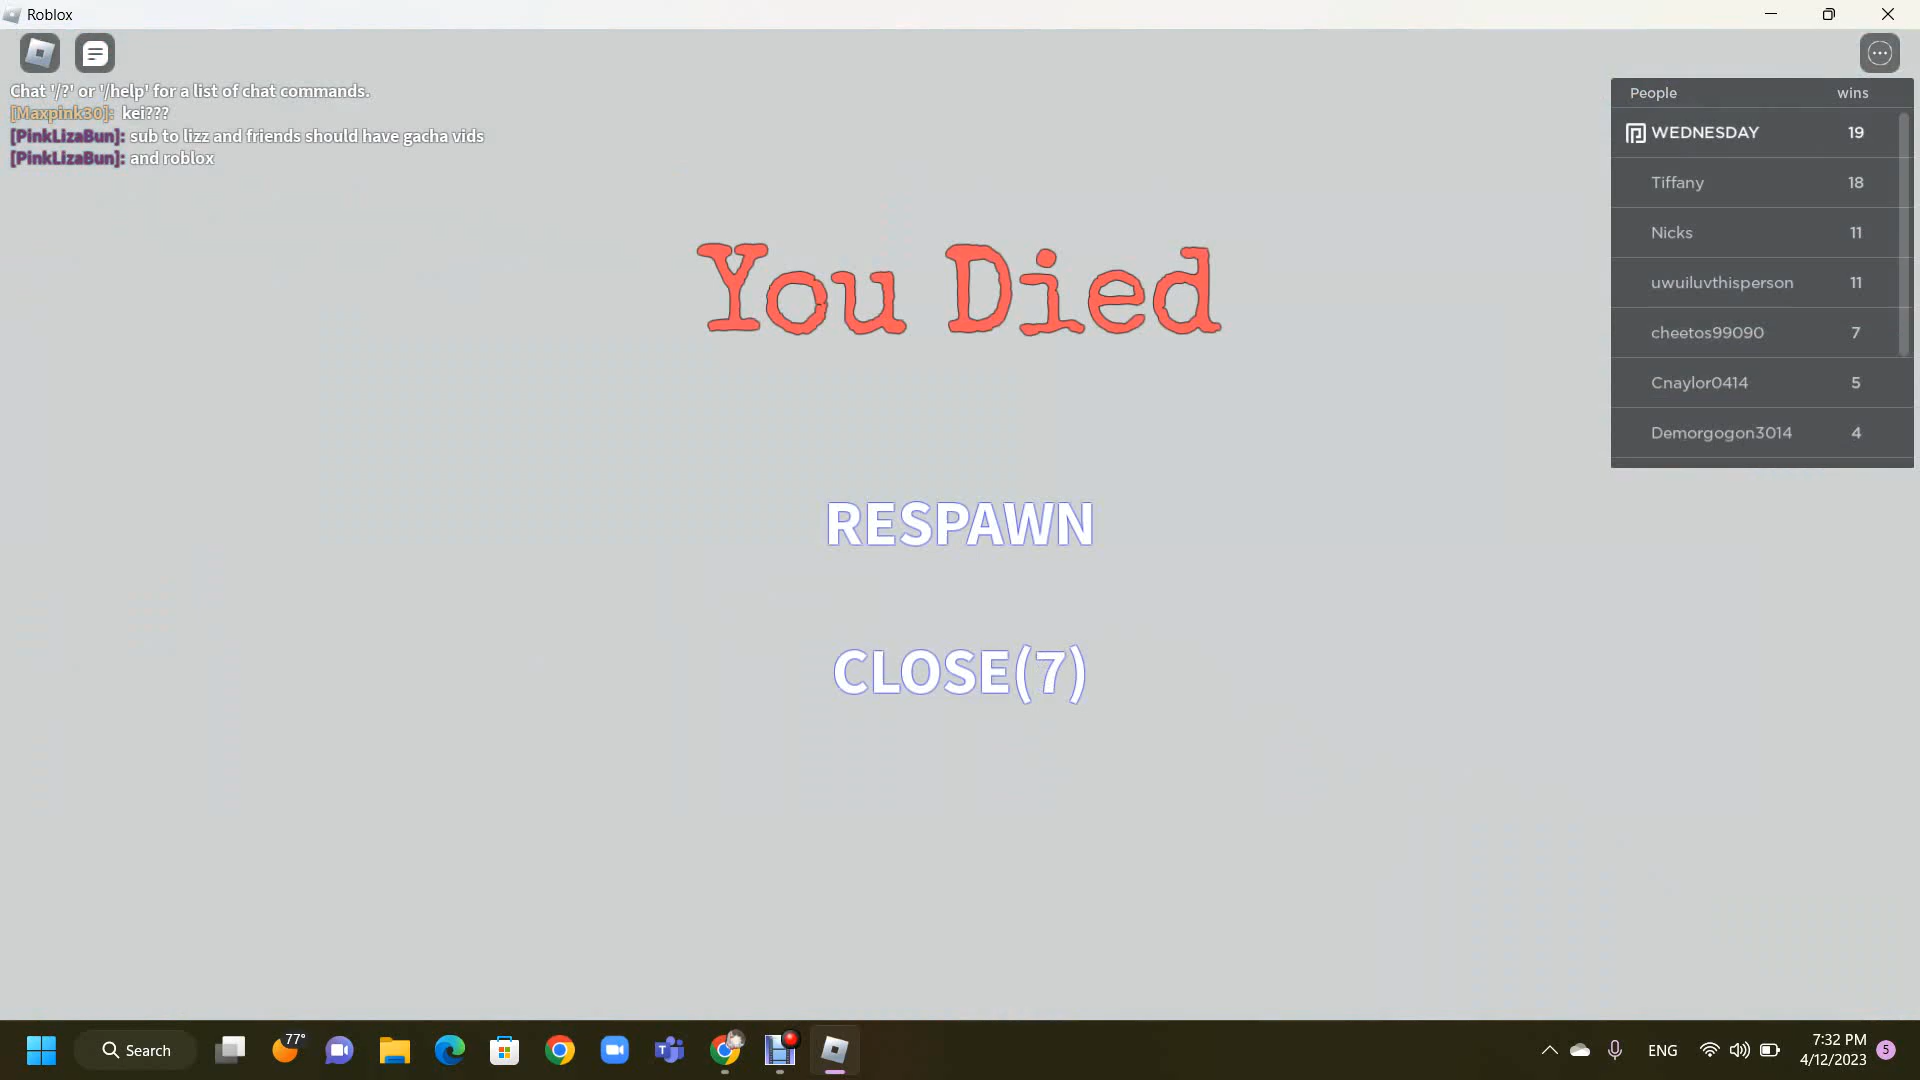 Roblox
Chat '/?' or '/help' for a list of chat commands.
[Maxpink30]: kei???
[PinkLizaBun]: sub to lizz and friends should have gacha vids
[PinkLizaBun]: and roblox
People wins
WEDNESDAY 19
Tiffany 18
Nicks 11
uwuiluvthisperson 11
cheetos99090 7
Cnaylor0414 5
Demorgogon3014 4
You Died
RESPAWN
CLOSE(7)
Search
77°
ENG
7:32 PM
4/12/2023
5